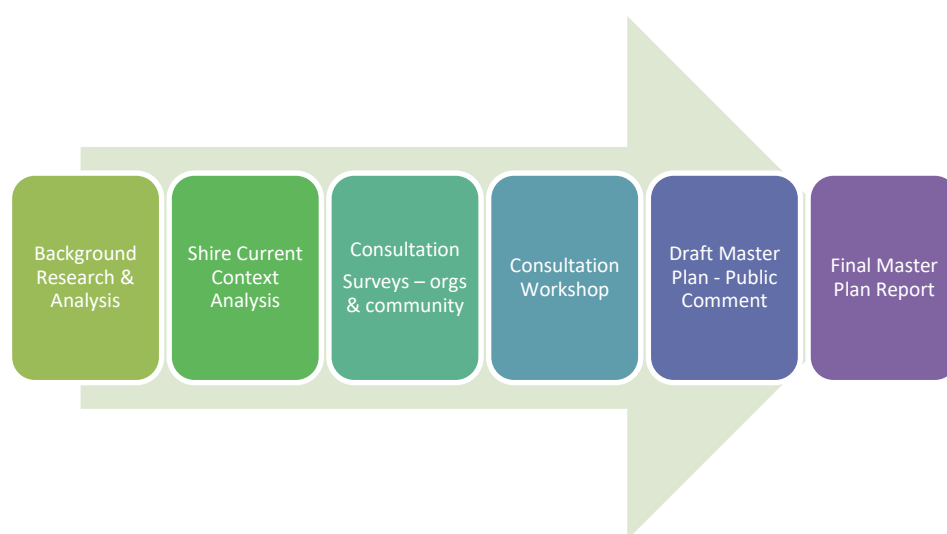 Background
Research &
Analysis
Shire Current
Context
Analysis
Consultation
Surveys – orgs
& community
Consultation
Workshop
Draft Master
Plan - Public
Comment
Final Master
Plan Report